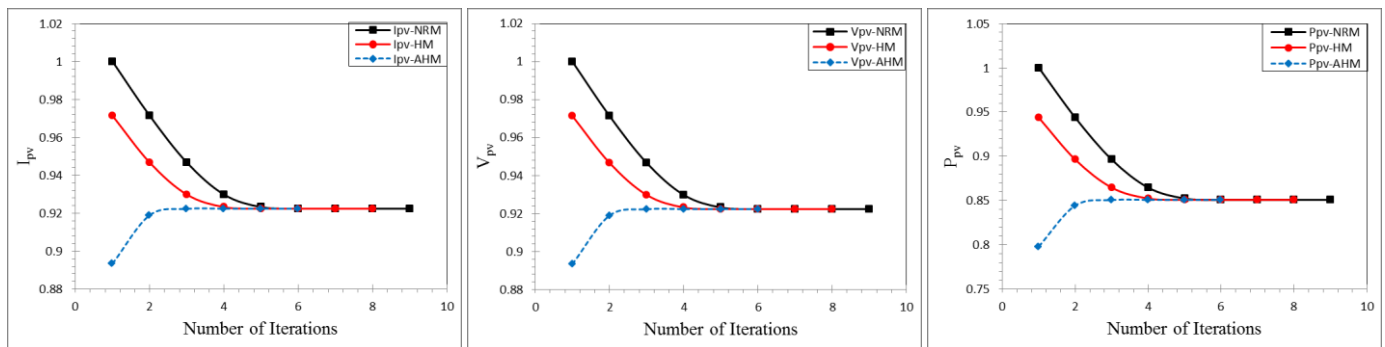 1.02
1
0.98
0.96
0.94
0.92
0.9
0.88
I_pv
0 2 4 6 8 10
Number of Iterations
Ipv-NRM
Ipv-HM
Ipv-AHM
1.02
1
0.98
0.96
0.94
0.92
0.9
0.88
V_pv
0 2 4 6 8 10
Number of Iterations
Vpv-NRM
Vpv-HM
Vpv-AHM
1.05
1
0.95
0.9
0.85
0.8
0.75
P_pv
0 2 4 6 8 10
Number of Iterations
Ppv-NRM
Ppv-HM
Ppv-AHM